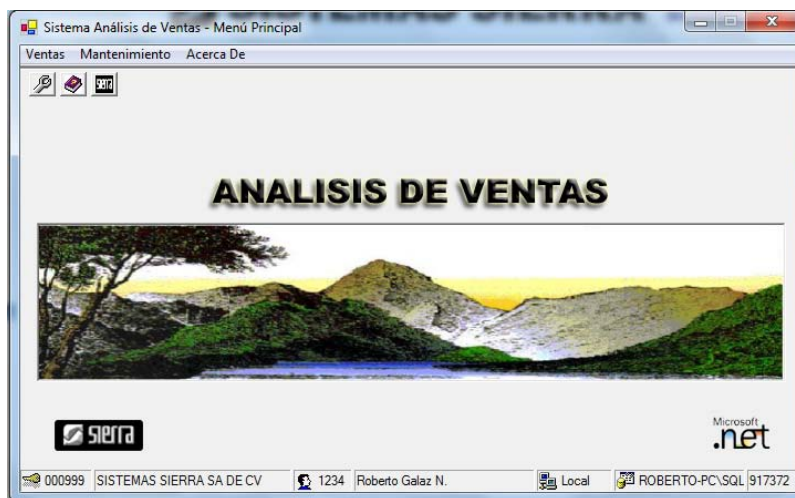 Sistema Análisis de Ventas - Menú Principal
Ventas Mantenimiento Acerca De
SIERRA
ANALISIS DE VENTAS
sierra
Microsoft
.net
000999 SISTEMAS SIERRA SA DE CV 1234 Roberto Galaz N. Local ROBERTO-PC\SQL 917372